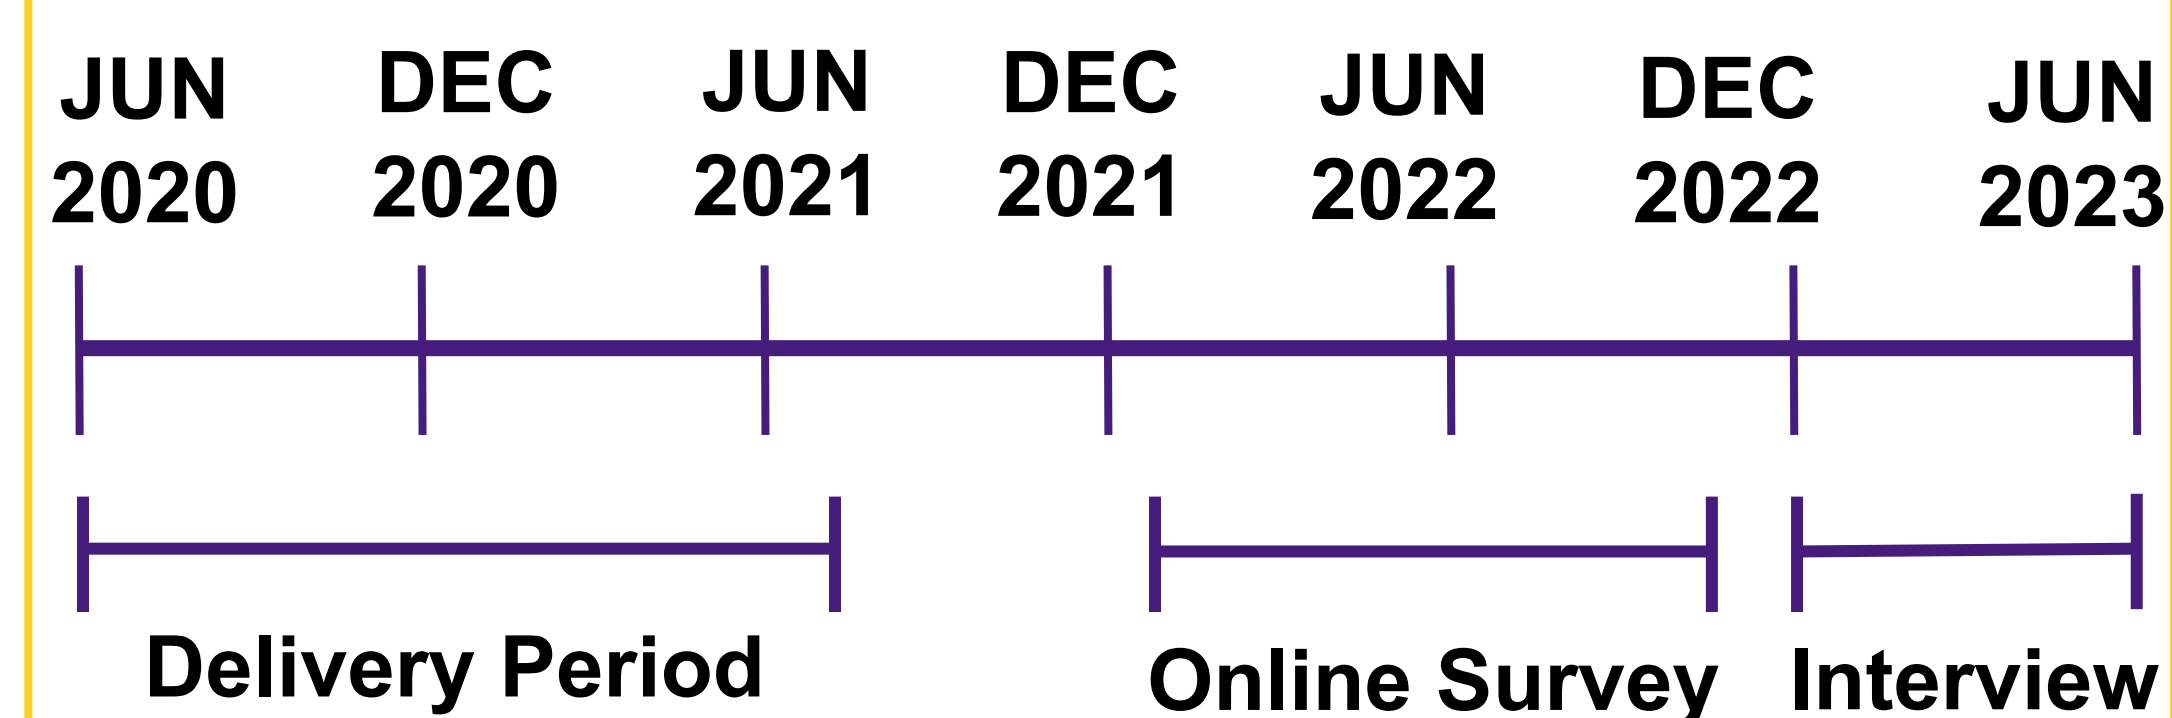 JUN DEC JUN DEC JUN DEC JUN
2020 2020 2021 2021 2022 2022 2023
Delivery Period Online Survey Interview